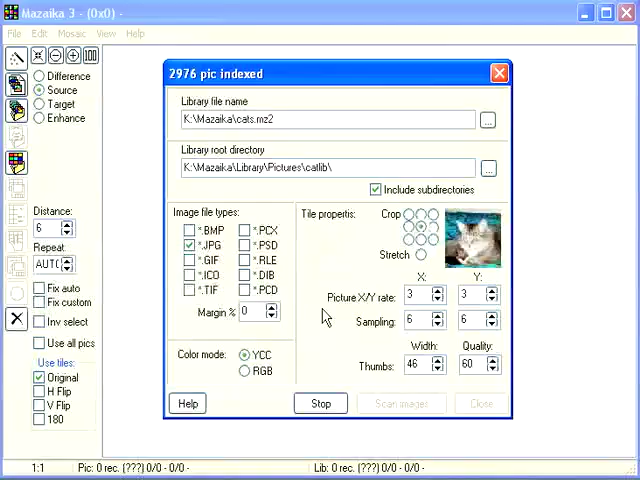 Mazaika 3 - (0x0) -
File Edit Mosaic View Help
100
Difference
Source
Target
Enhance
Distance:
6
Repeat:
AUTO
Fix auto
Fix custom
Inv select
Use all pics
Use tiles:
Original
H Flip
V Flip
180
2976 pic indexed
Library file name
K:\Mazaika\cats.mz2
...
Library root directory
K:\Mazaika\Library\Pictures\catlib\
...
Include subdirectories
Image file types:
*.BMP *.PCX
*.JPG *.PSD
*.GIF *.RLE
*.ICO *.DIB
*.TIF *.PCD
Margin % 0
Color mode: YCC
RGB
Tile propertis: Crop
Stretch
X: Y:
Picture X/Y rate: 3 3
Sampling: 6 6
Width: Quality:
Thumbs: 46 60
Help Stop Scan images Close
1:1 Pic: 0 rec. (???) 0/0 - 0/0 - Lib: 0 rec. (???) 0/0 - 0/0 -